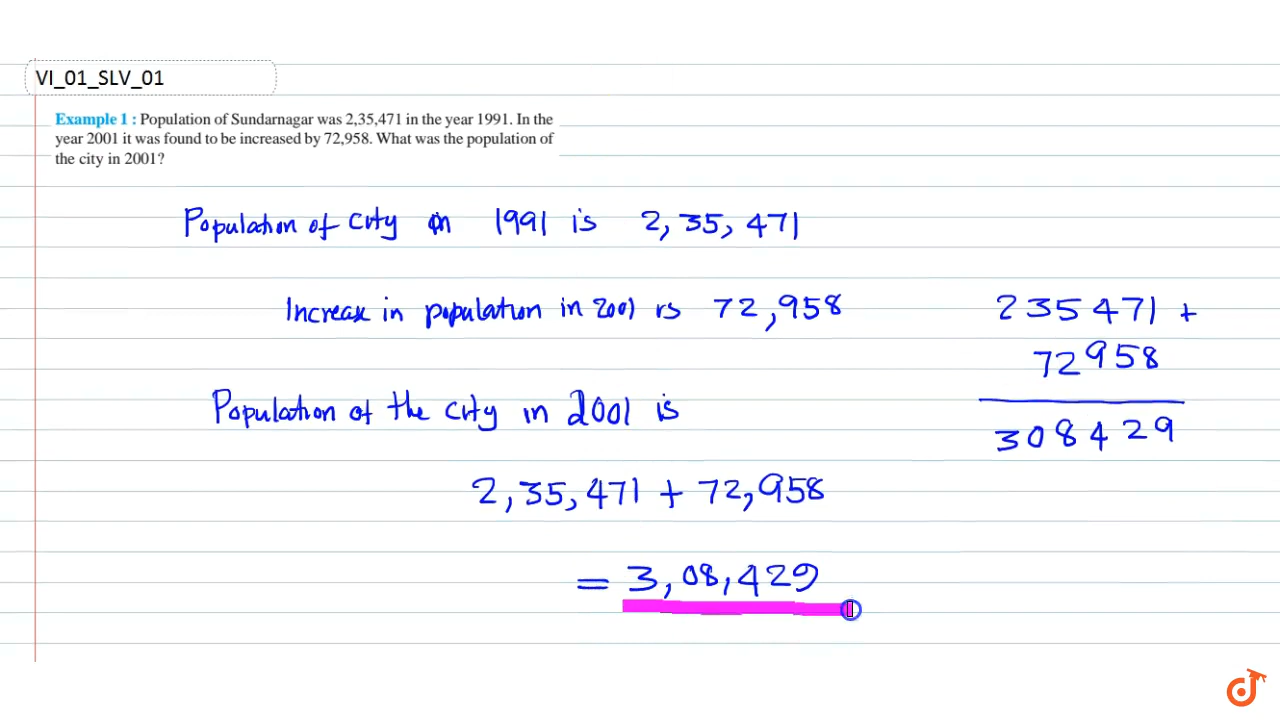 VI_01_SLV_01
Example 1 : Population of Sundarnagar was 2,35,471 in the year 1991. In the
year 2001 it was found to be increased by 72,958. What was the population of
the city in 2001?
Population of City in 1991 is 2, 35, 471
Increase in population in 2001 is 72,958
235471 +
72958
308429
Population of the City in 2001 is
2,35,471 + 72,958
= 3,08,429